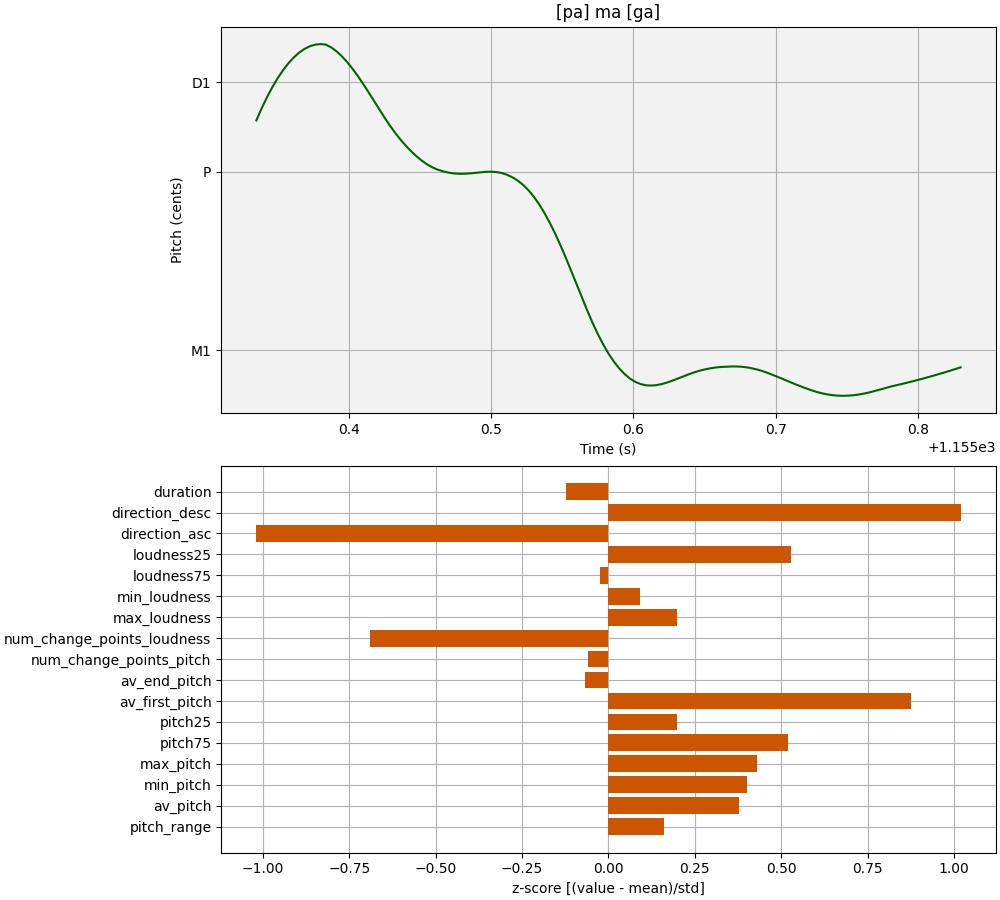 [pa] ma [ga]
D1
P
M1
Pitch (cents)
0.4 0.5 0.6 0.7 0.8
Time (s)
+1.155e3
duration
direction_desc
direction_asc
loudness25
loudness75
min_loudness
max_loudness
num_change_points_loudness
num_change_points_pitch
av_end_pitch
av_first_pitch
pitch25
pitch75
max_pitch
min_pitch
av_pitch
pitch_range
−1.00 −0.75 −0.50 −0.25 0.00 0.25 0.50 0.75 1.00
z-score [(value - mean)/std]